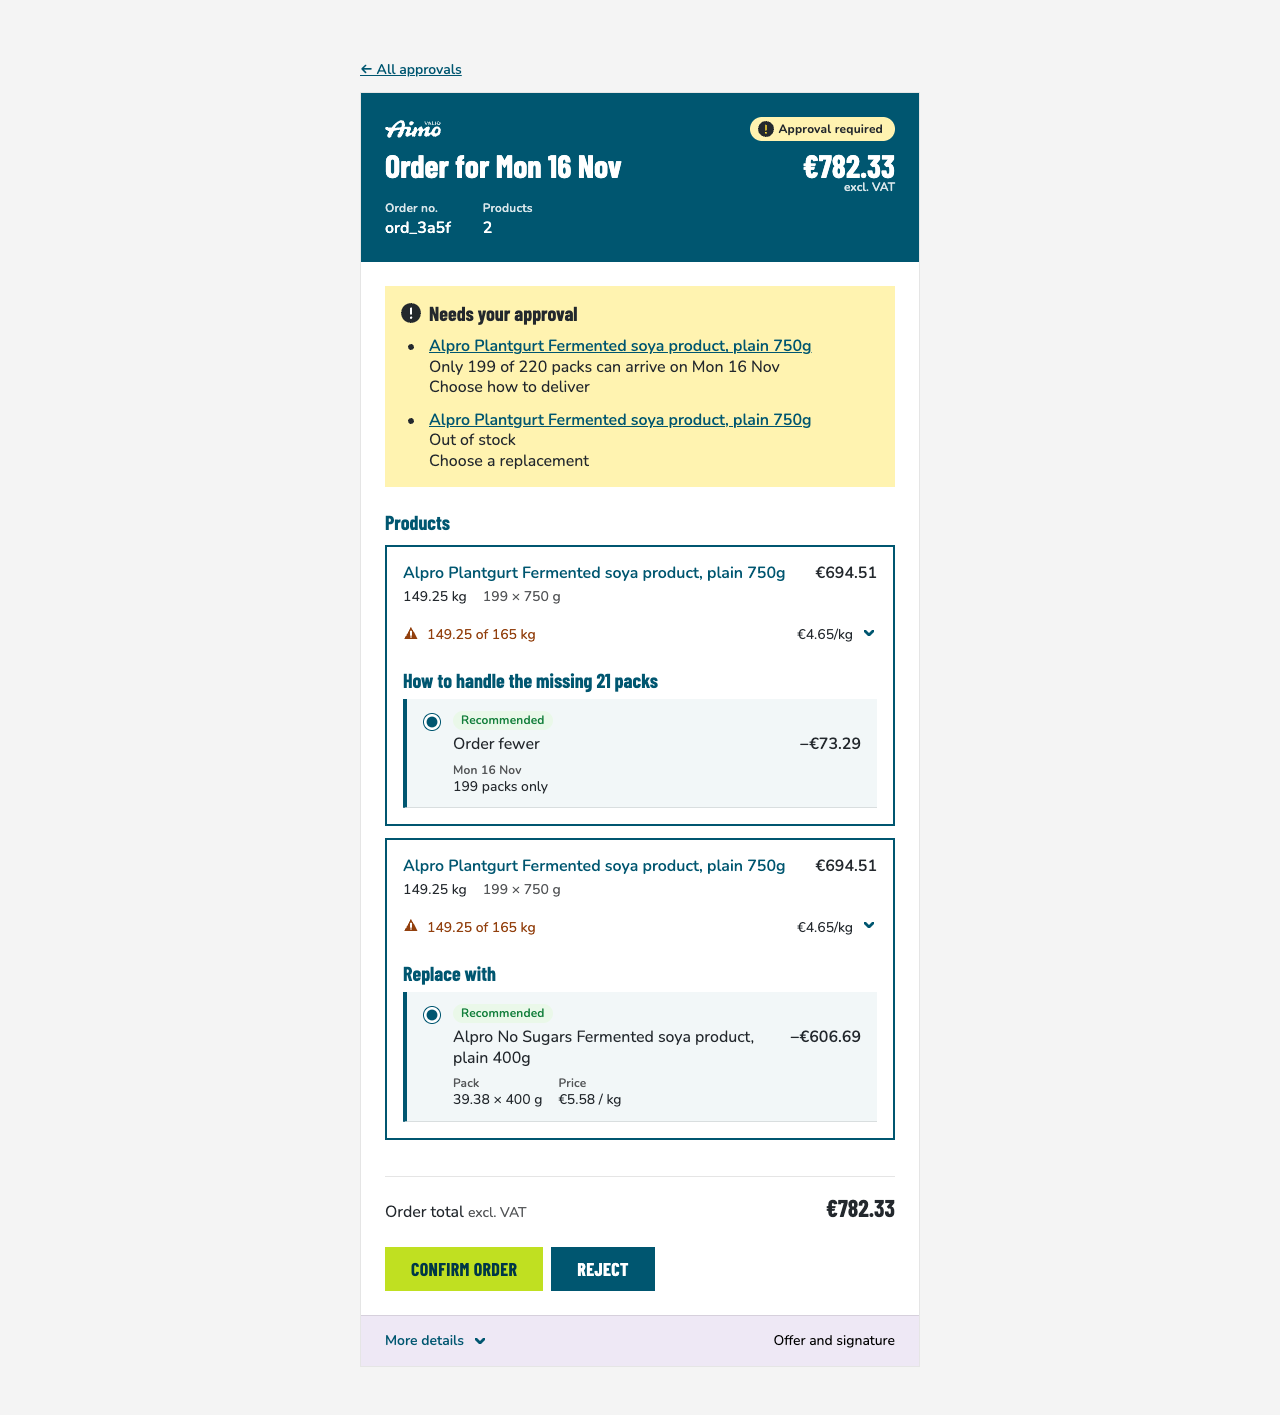 ← All approvals
Aimo VALIO
Approval required
Order for Mon 16 Nov
€782.33
excl. VAT
Order no.
Products
ord_3a5f
2
Needs your approval
• Alpro Plantgurt Fermented soya product, plain 750g
Only 199 of 220 packs can arrive on Mon 16 Nov
Choose how to deliver
• Alpro Plantgurt Fermented soya product, plain 750g
Out of stock
Choose a replacement
Products
Alpro Plantgurt Fermented soya product, plain 750g €694.51
149.25 kg 199 × 750 g
149.25 of 165 kg €4.65/kg
How to handle the missing 21 packs
Recommended
Order fewer −€73.29
Mon 16 Nov
199 packs only
Alpro Plantgurt Fermented soya product, plain 750g €694.51
149.25 kg 199 × 750 g
149.25 of 165 kg €4.65/kg
Replace with
Recommended
Alpro No Sugars Fermented soya product, −€606.69
plain 400g
Pack Price
39.38 × 400 g €5.58 / kg
Order total excl. VAT €782.33
CONFIRM ORDER REJECT
More details Offer and signature